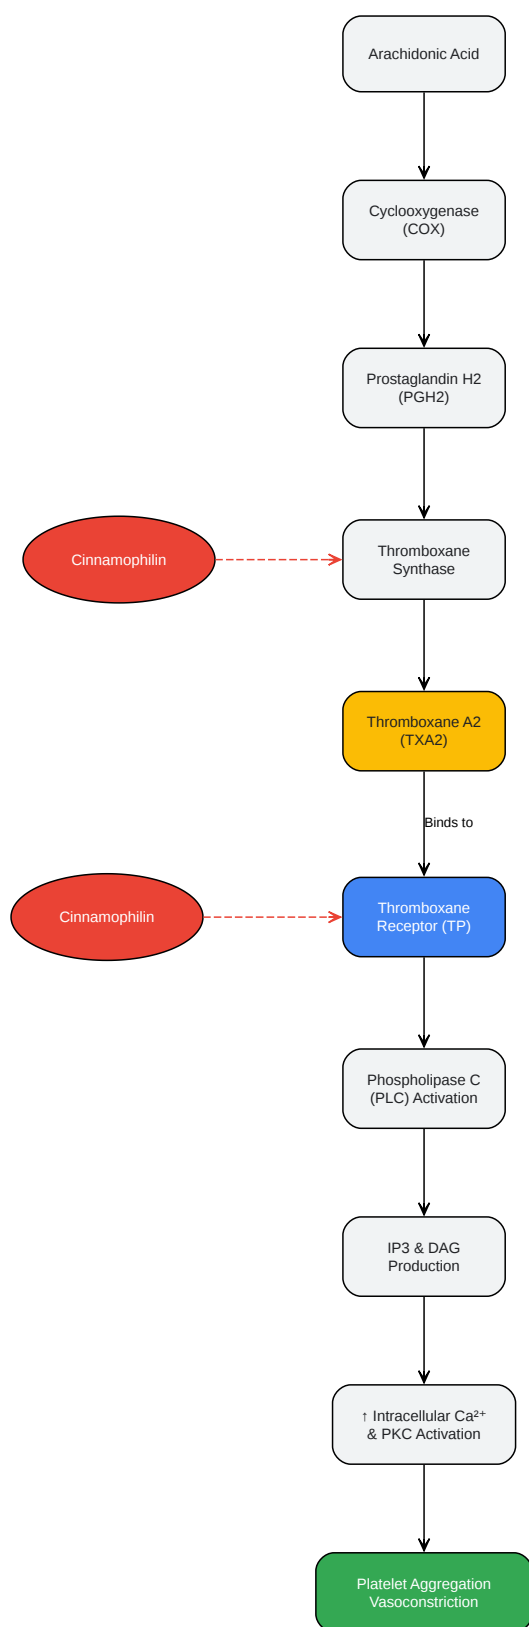 Arachidonic Acid
Cyclooxygenase
(COX)
Prostaglandin H2
(PGH2)
Cinnamophilin
Thromboxane
Synthase
Thromboxane A2
(TXA2)
Binds to
Cinnamophilin
Thromboxane
Receptor (TP)
Phospholipase C
(PLC) Activation
IP3 & DAG
Production
↑ Intracellular Ca²⁺
& PKC Activation
Platelet Aggregation
Vasoconstriction